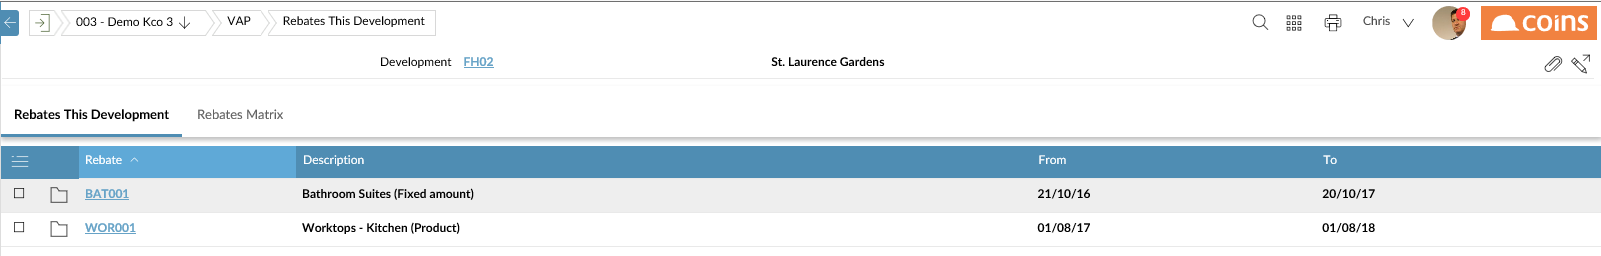 003 - Demo Kco 3 VAP Rebates This Development Chris 8 coins
Development FH02 St. Laurence Gardens
Rebates This Development Rebates Matrix
Rebate Description From To
BAT001 Bathroom Suites (Fixed amount) 21/10/16 20/10/17
WOR001 Worktops - Kitchen (Product) 01/08/17 01/08/18